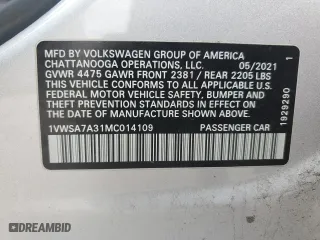 MFD BY VOLKSWAGEN GROUP OF AMERICA
CHATTANOOGA OPERATIONS, LLC. 05/2021
GVWR 4475 GAWR FRONT 2381 / REAR 2205 LBS
THIS VEHICLE CONFORMS TO ALL APPLICABLE U.S.
FEDERAL MOTOR VEHICLE SAFETY, BUMPER AND
THEFT PREVENTION STANDARDS IN EFFECT ON THE
DATE OF MANUFACTURE SHOWN ABOVE.
1VWSA7A31MC014109 PASSENGER CAR
1929290 1
AUTOBIDMASTER